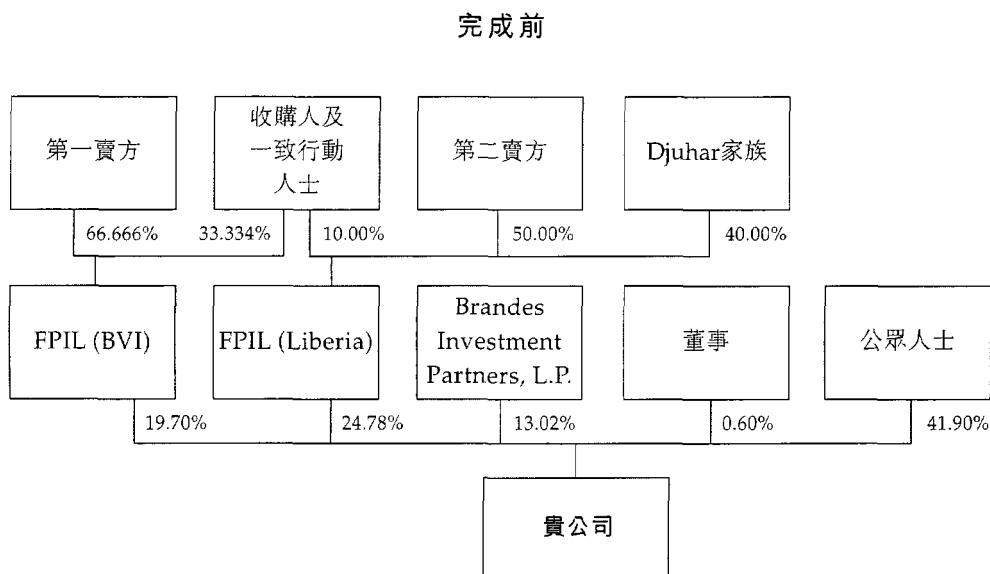 完成前
第一賣方
收購人及
一致行動
人士
第二賣方
Djuhar家族
66.666%
33.334%
10.00%
50.00%
40.00%
FPIL (BVI)
FPIL (Liberia)
Brandes
Investment
Partners, L.P.
董事
公眾人士
19.70%
24.78%
13.02%
0.60%
41.90%
貴公司